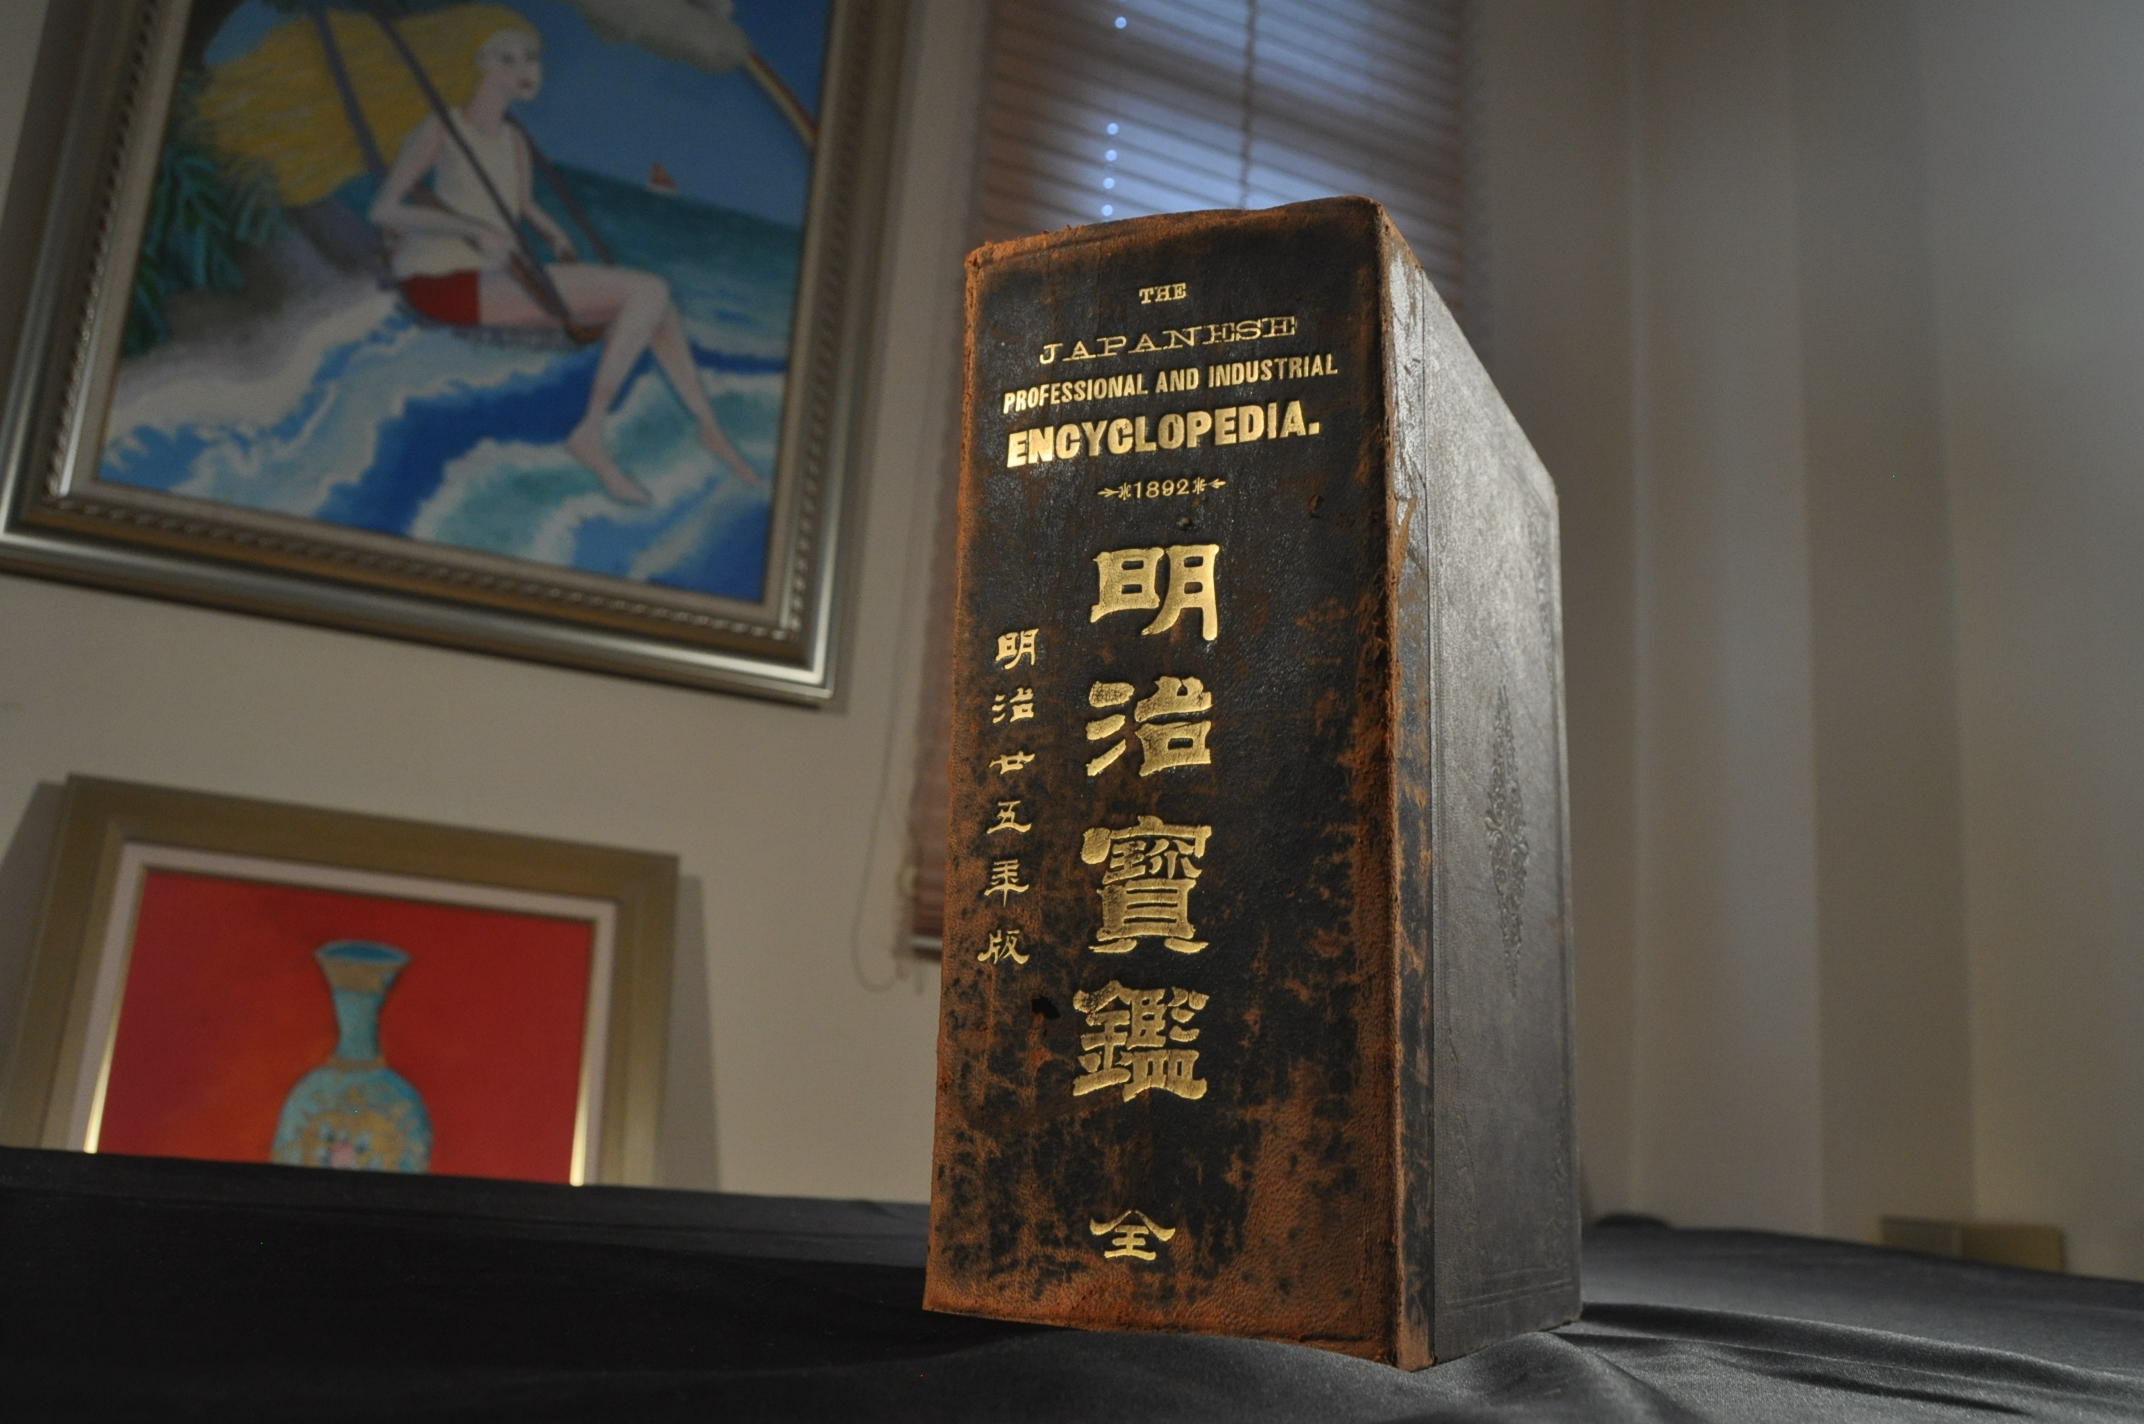 THE
JAPANESE
PROFESSIONAL AND INDUSTRIAL
ENCYCLOPEDIA.
1892
明治寶鑑
全
明治廿五年版